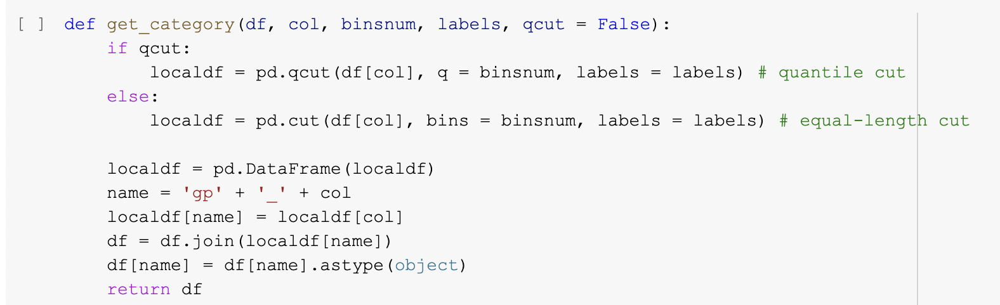 [ ] def get_category(df, col, binsnum, labels, qcut = False):
if qcut:
localdf = pd.qcut(df[col], q = binsnum, labels = labels) # quantile cut
else:
localdf = pd.cut(df[col], bins = binsnum, labels = labels) # equal-length cut
localdf = pd.DataFrame(localdf)
name = 'gp' + '_' + col
localdf[name] = localdf[col]
df = df.join(localdf[name])
df[name] = df[name].astype(object)
return df